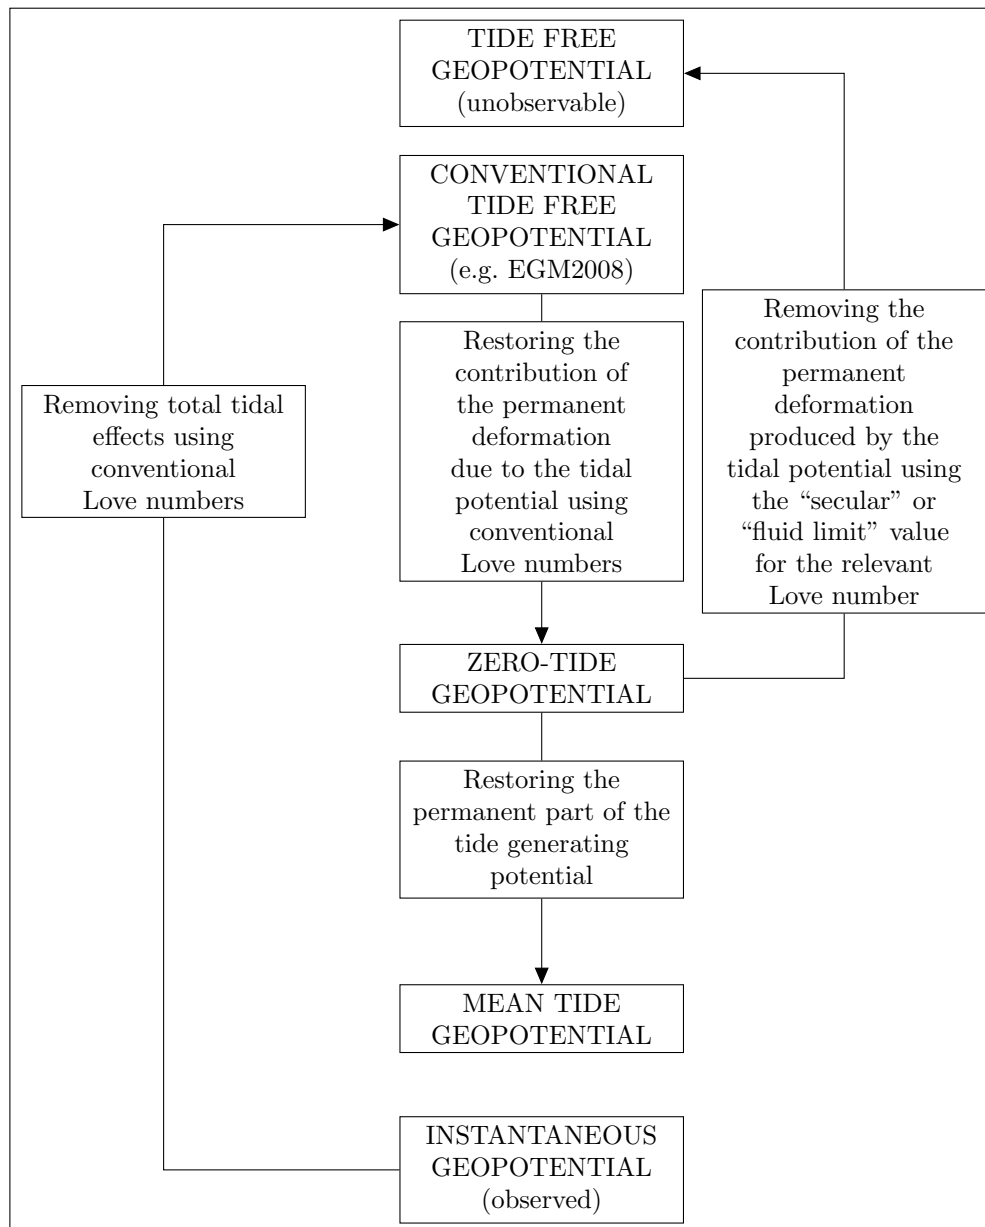 TIDE FREE
GEOPOTENTIAL
(unobservable)
CONVENTIONAL
TIDE FREE
GEOPOTENTIAL
(e.g. EGM2008)
Restoring the
contribution of
the permanent
deformation
due to the tidal
potential using
conventional
Love numbers
Removing the
contribution of the
permanent
deformation
produced by the
tidal potential using
the “secular” or
“fluid limit” value
for the relevant
Love number
Removing total tidal
effects using
conventional
Love numbers
ZERO-TIDE
GEOPOTENTIAL
Restoring the
permanent part of the
tide generating
potential
MEAN TIDE
GEOPOTENTIAL
INSTANTANEOUS
GEOPOTENTIAL
(observed)